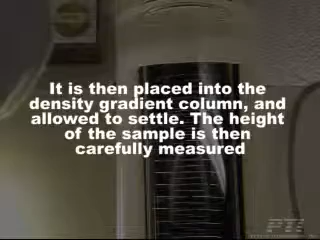 It is then placed into the
density gradient column, and
allowed to settle. The height
of the sample is then
carefully measured
PTI